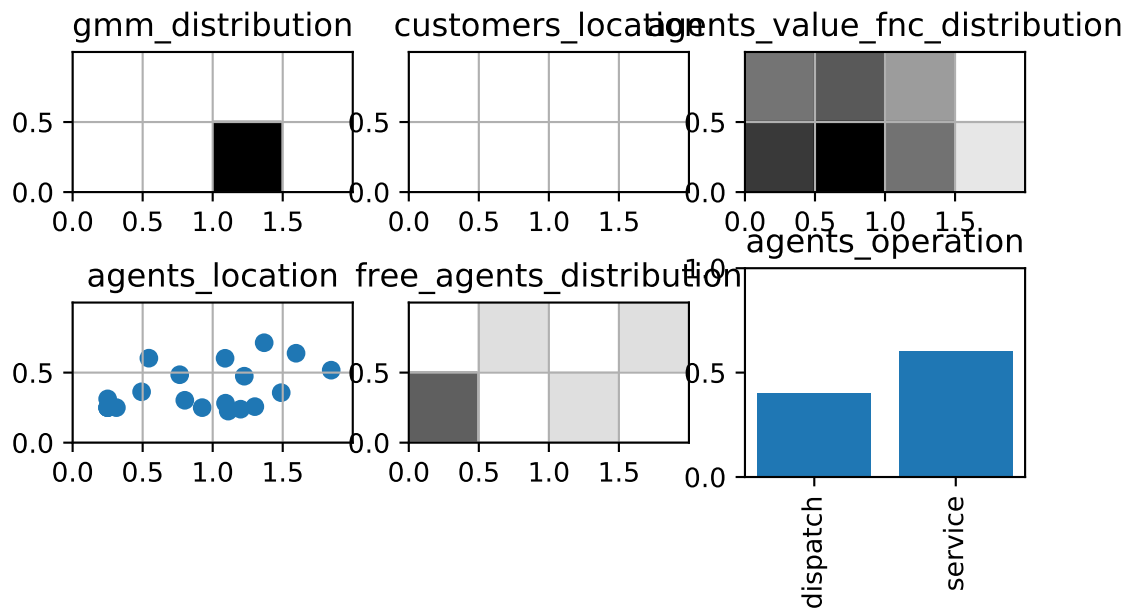 gmm_distribution
customers_location
agents_value_fnc_distribution
0.5
0.0
0.0 0.5 1.0 1.5
0.5
0.0
0.0 0.5 1.0 1.5
0.5
0.0
0.0 0.5 1.0 1.5
agents_location
free_agents_distribution
agents_operation
0.5
0.0
0.0 0.5 1.0 1.5
0.5
0.0
0.0 0.5 1.0 1.5
1.0
0.5
0.0
dispatch
service